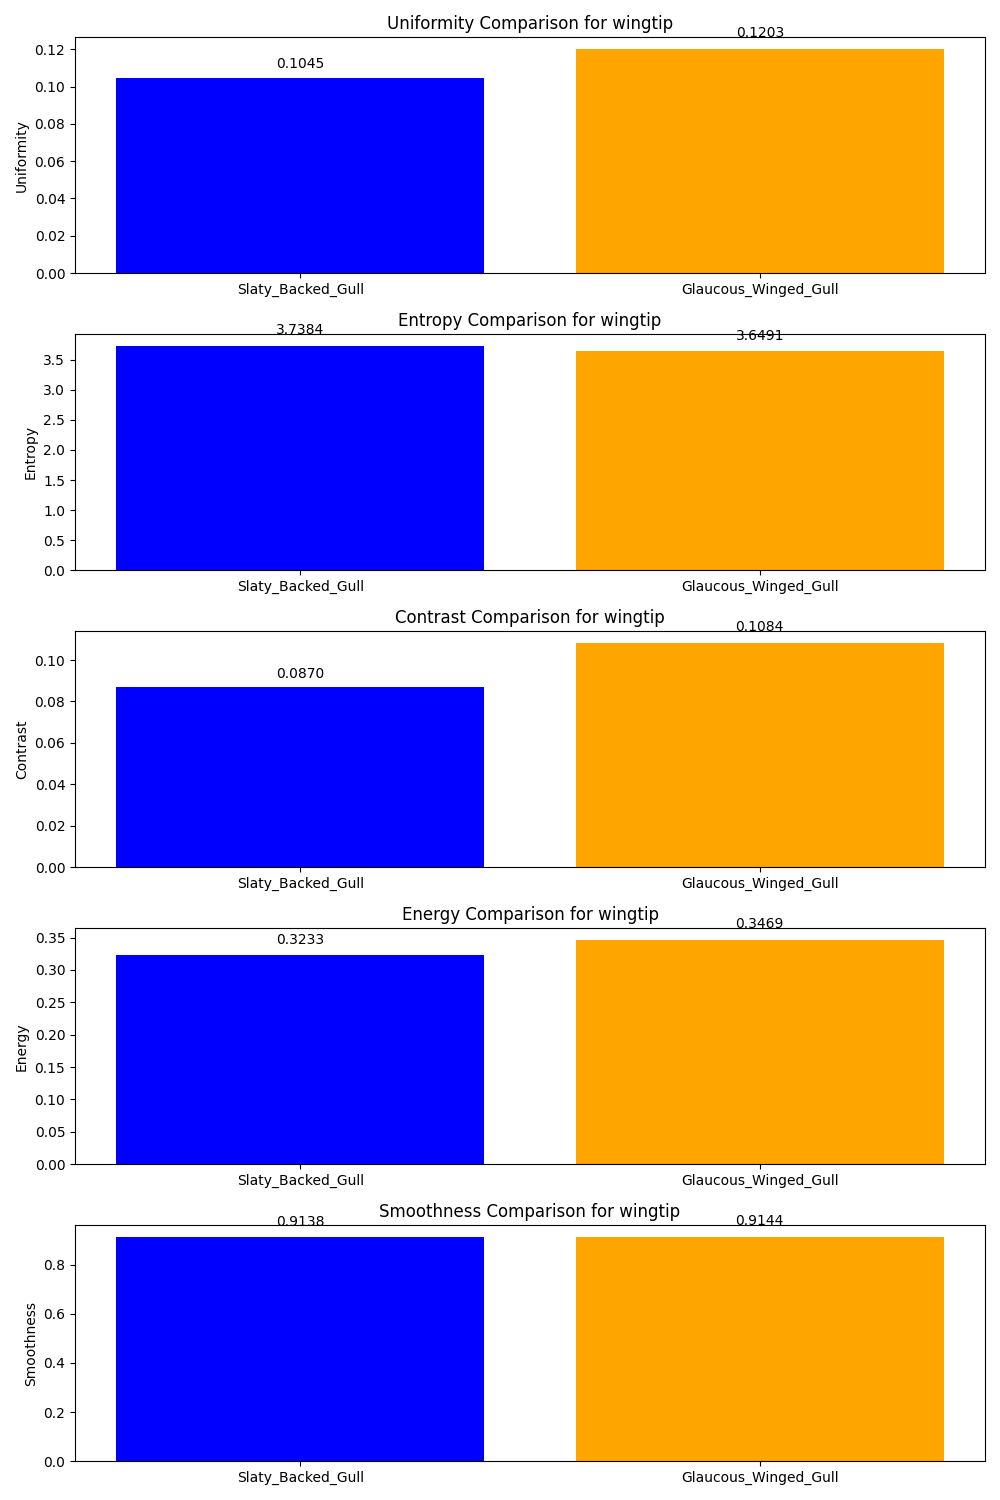 Uniformity Comparison for wingtip
0.1203
0.1045
0.12
0.10
0.08
0.06
0.04
0.02
0.00
Uniformity
Slaty_Backed_Gull Glaucous_Winged_Gull
Entropy Comparison for wingtip
3.7384 3.6491
3.5
3.0
2.5
2.0
1.5
1.0
0.5
0.0
Entropy
Slaty_Backed_Gull Glaucous_Winged_Gull
Contrast Comparison for wingtip
0.1084
0.0870
0.10
0.08
0.06
0.04
0.02
0.00
Contrast
Slaty_Backed_Gull Glaucous_Winged_Gull
Energy Comparison for wingtip
0.3469
0.3233
0.35
0.30
0.25
0.20
0.15
0.10
0.05
0.00
Energy
Slaty_Backed_Gull Glaucous_Winged_Gull
Smoothness Comparison for wingtip
0.9138 0.9144
0.8
0.6
0.4
0.2
0.0
Smoothness
Slaty_Backed_Gull Glaucous_Winged_Gull